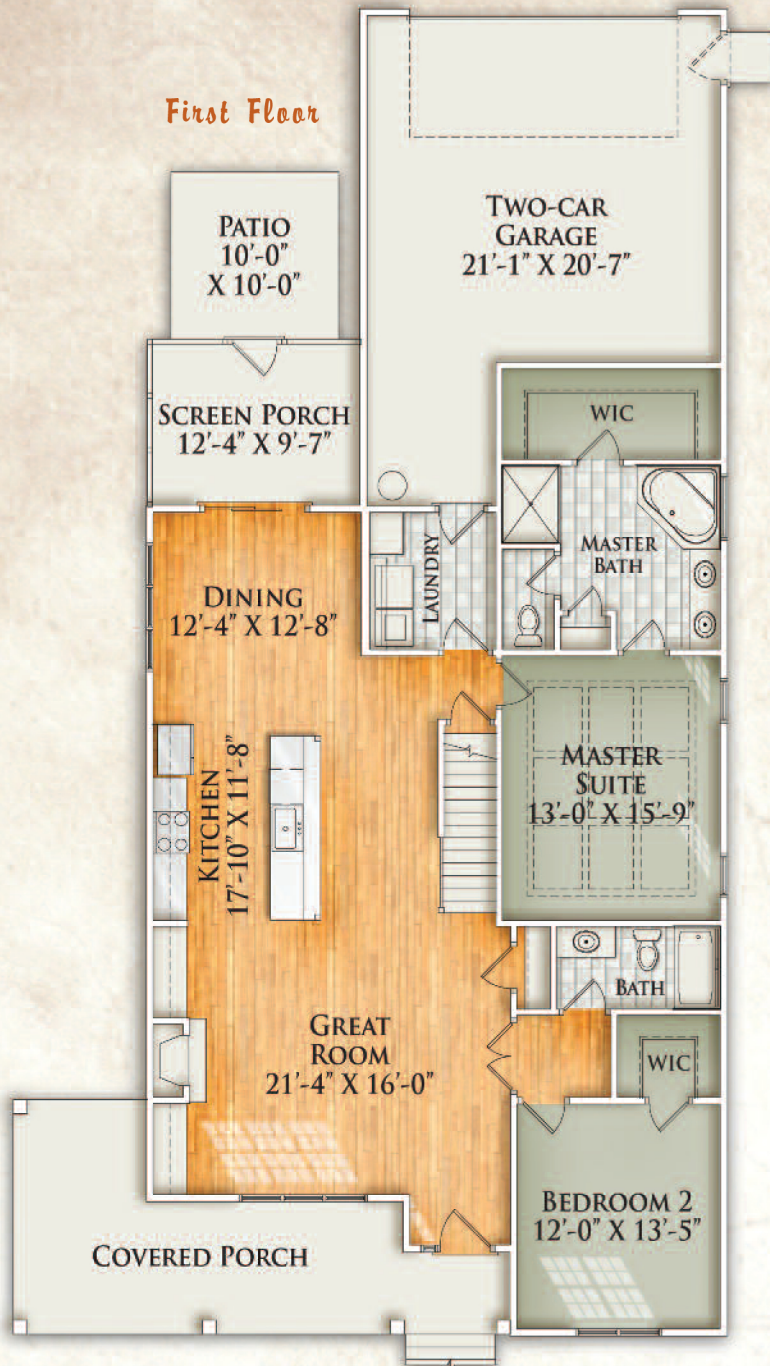 First Floor
PATIO
10’-0”
X 10’-0”
TWO-CAR
GARAGE
21’-1” X 20’-7”
SCREEN PORCH
12’-4” X 9’-7”
WIC
MASTER
BATH
LAUNDRY
DINING
12’-4” X 12’-8”
KITCHEN
17’-10” X 11’-8”
MASTER
SUITE
13’-0” X 15’-9”
BATH
GREAT
ROOM
21’-4” X 16’-0”
WIC
BEDROOM 2
12’-0” X 13’-5”
COVERED PORCH